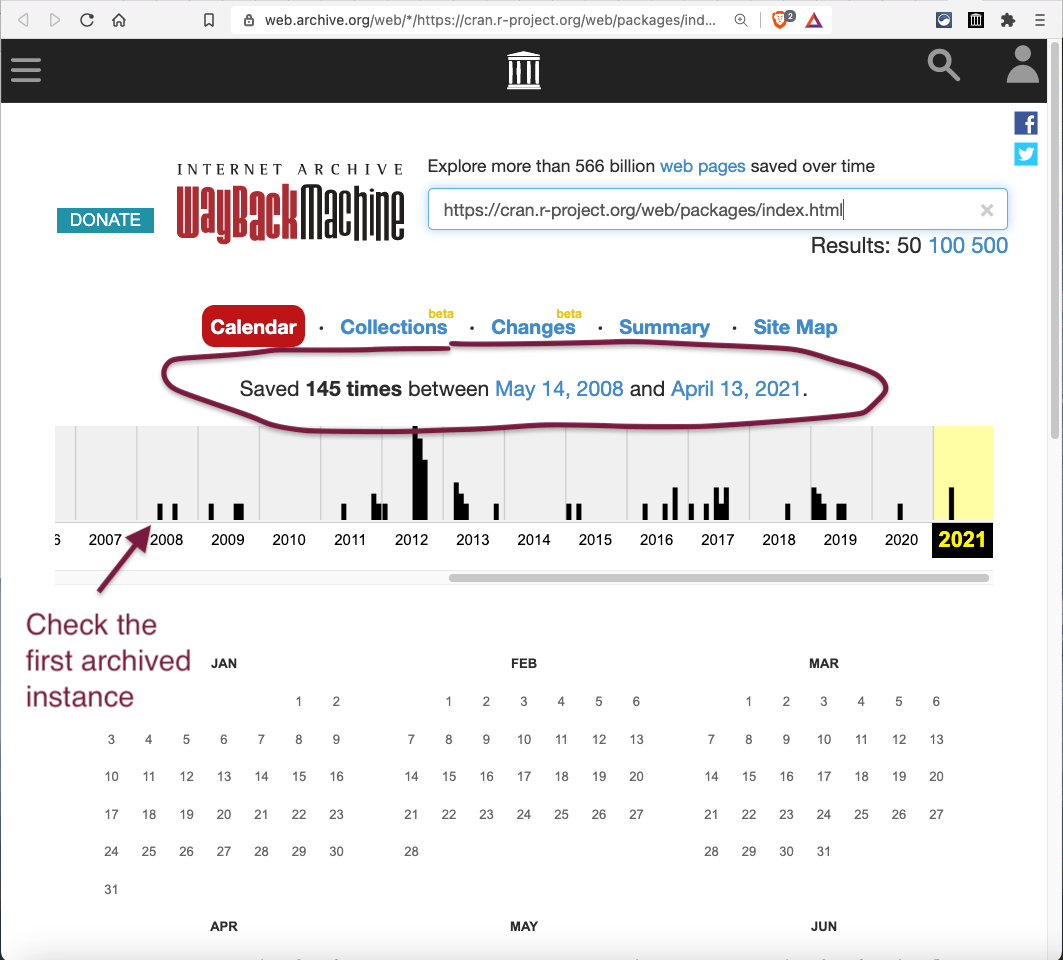 web.archive.org/web/*/https://cran.r-project.org/web/packages/ind...
2
INTERNET ARCHIVE
WayBackMachine
DONATE
Explore more than 566 billion web pages saved over time
https://cran.r-project.org/web/packages/index.html
Results: 50 100 500
Calendar · Collections beta · Changes beta · Summary · Site Map
Saved 145 times between May 14, 2008 and April 13, 2021.
6 2007 2008 2009 2010 2011 2012 2013 2014 2015 2016 2017 2018 2019 2020 2021
Check the
first archived
instance
JAN
1 2
3 4 5 6 7 8 9
10 11 12 13 14 15 16
17 18 19 20 21 22 23
24 25 26 27 28 29 30
31
FEB
1 2 3 4 5 6
7 8 9 10 11 12 13
14 15 16 17 18 19 20
21 22 23 24 25 26 27
28
MAR
1 2 3 4 5 6
7 8 9 10 11 12 13
14 15 16 17 18 19 20
21 22 23 24 25 26 27
28 29 30 31
APR
MAY
JUN